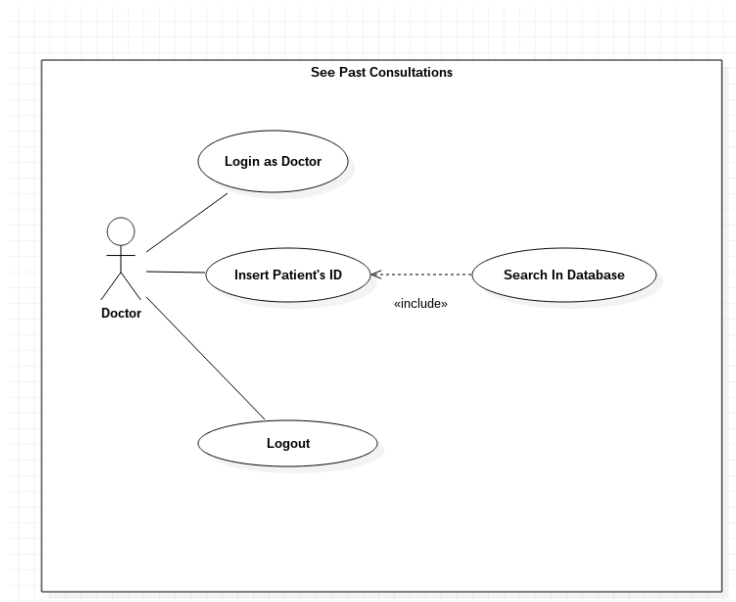 See Past Consultations
Login as Doctor
Insert Patient's ID
Search In Database
«include»
Doctor
Logout